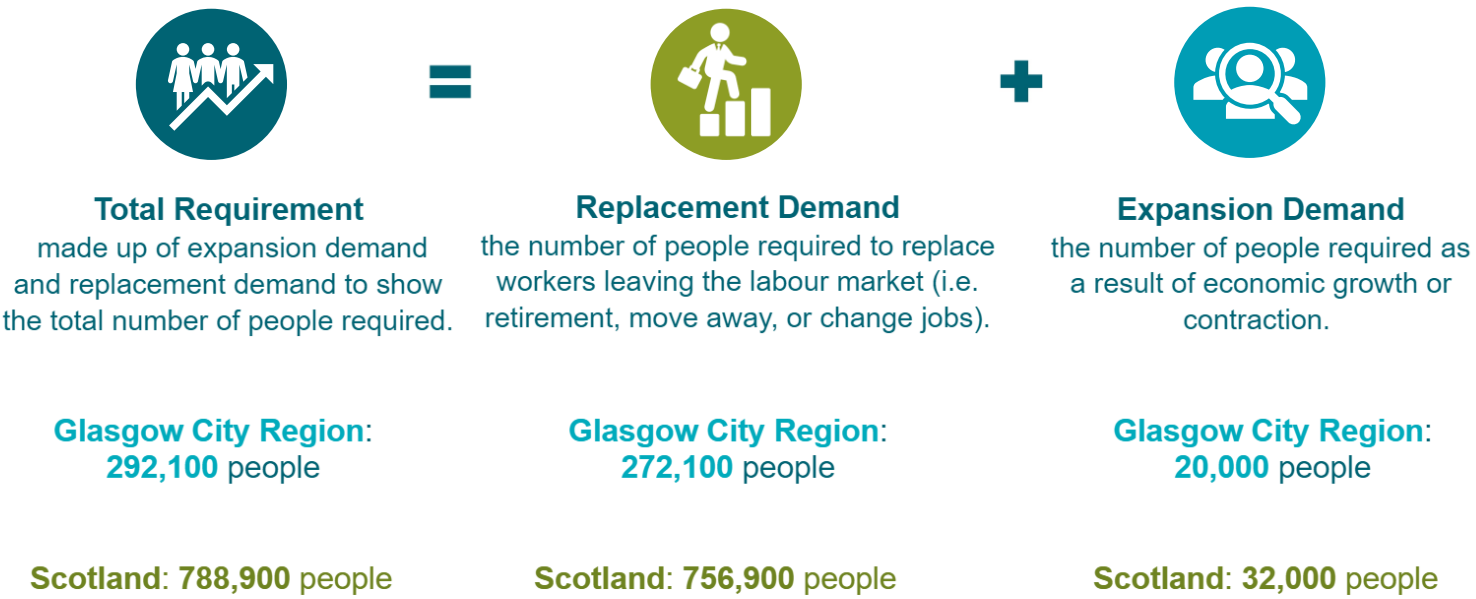 =
+
Total Requirement
made up of expansion demand
and replacement demand to show
the total number of people required.
Replacement Demand
the number of people required to replace
workers leaving the labour market (i.e.
retirement, move away, or change jobs).
Expansion Demand
the number of people required as
a result of economic growth or
contraction.
Glasgow City Region:
292,100 people
Glasgow City Region:
272,100 people
Glasgow City Region:
20,000 people
Scotland: 788,900 people
Scotland: 756,900 people
Scotland: 32,000 people